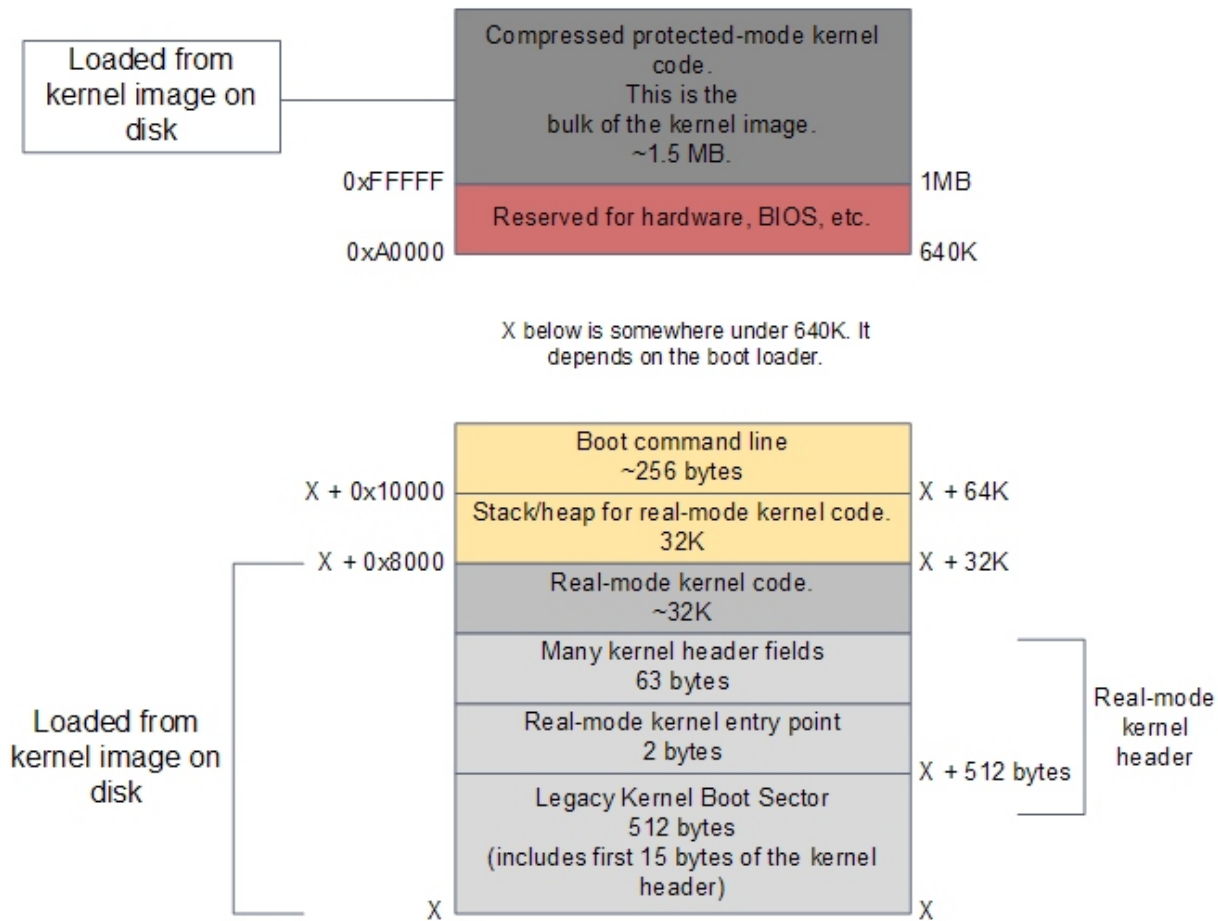 Loaded from
kernel image on
disk
Compressed protected-mode kernel
code.
This is the
bulk of the kernel image.
~1.5 MB.
0xFFFFF
1MB
Reserved for hardware, BIOS, etc.
0xA0000
640K
X below is somewhere under 640K. It
depends on the boot loader.
Boot command line
~256 bytes
X + 0x10000
X + 64K
Stack/heap for real-mode kernel code.
32K
X + 0x8000
X + 32K
Real-mode kernel code.
~32K
Many kernel header fields
63 bytes
Real-mode kernel entry point
2 bytes
X + 512 bytes
Real-mode
kernel
header
Loaded from
kernel image on
disk
Legacy Kernel Boot Sector
512 bytes
(includes first 15 bytes of the kernel
header)
X
X